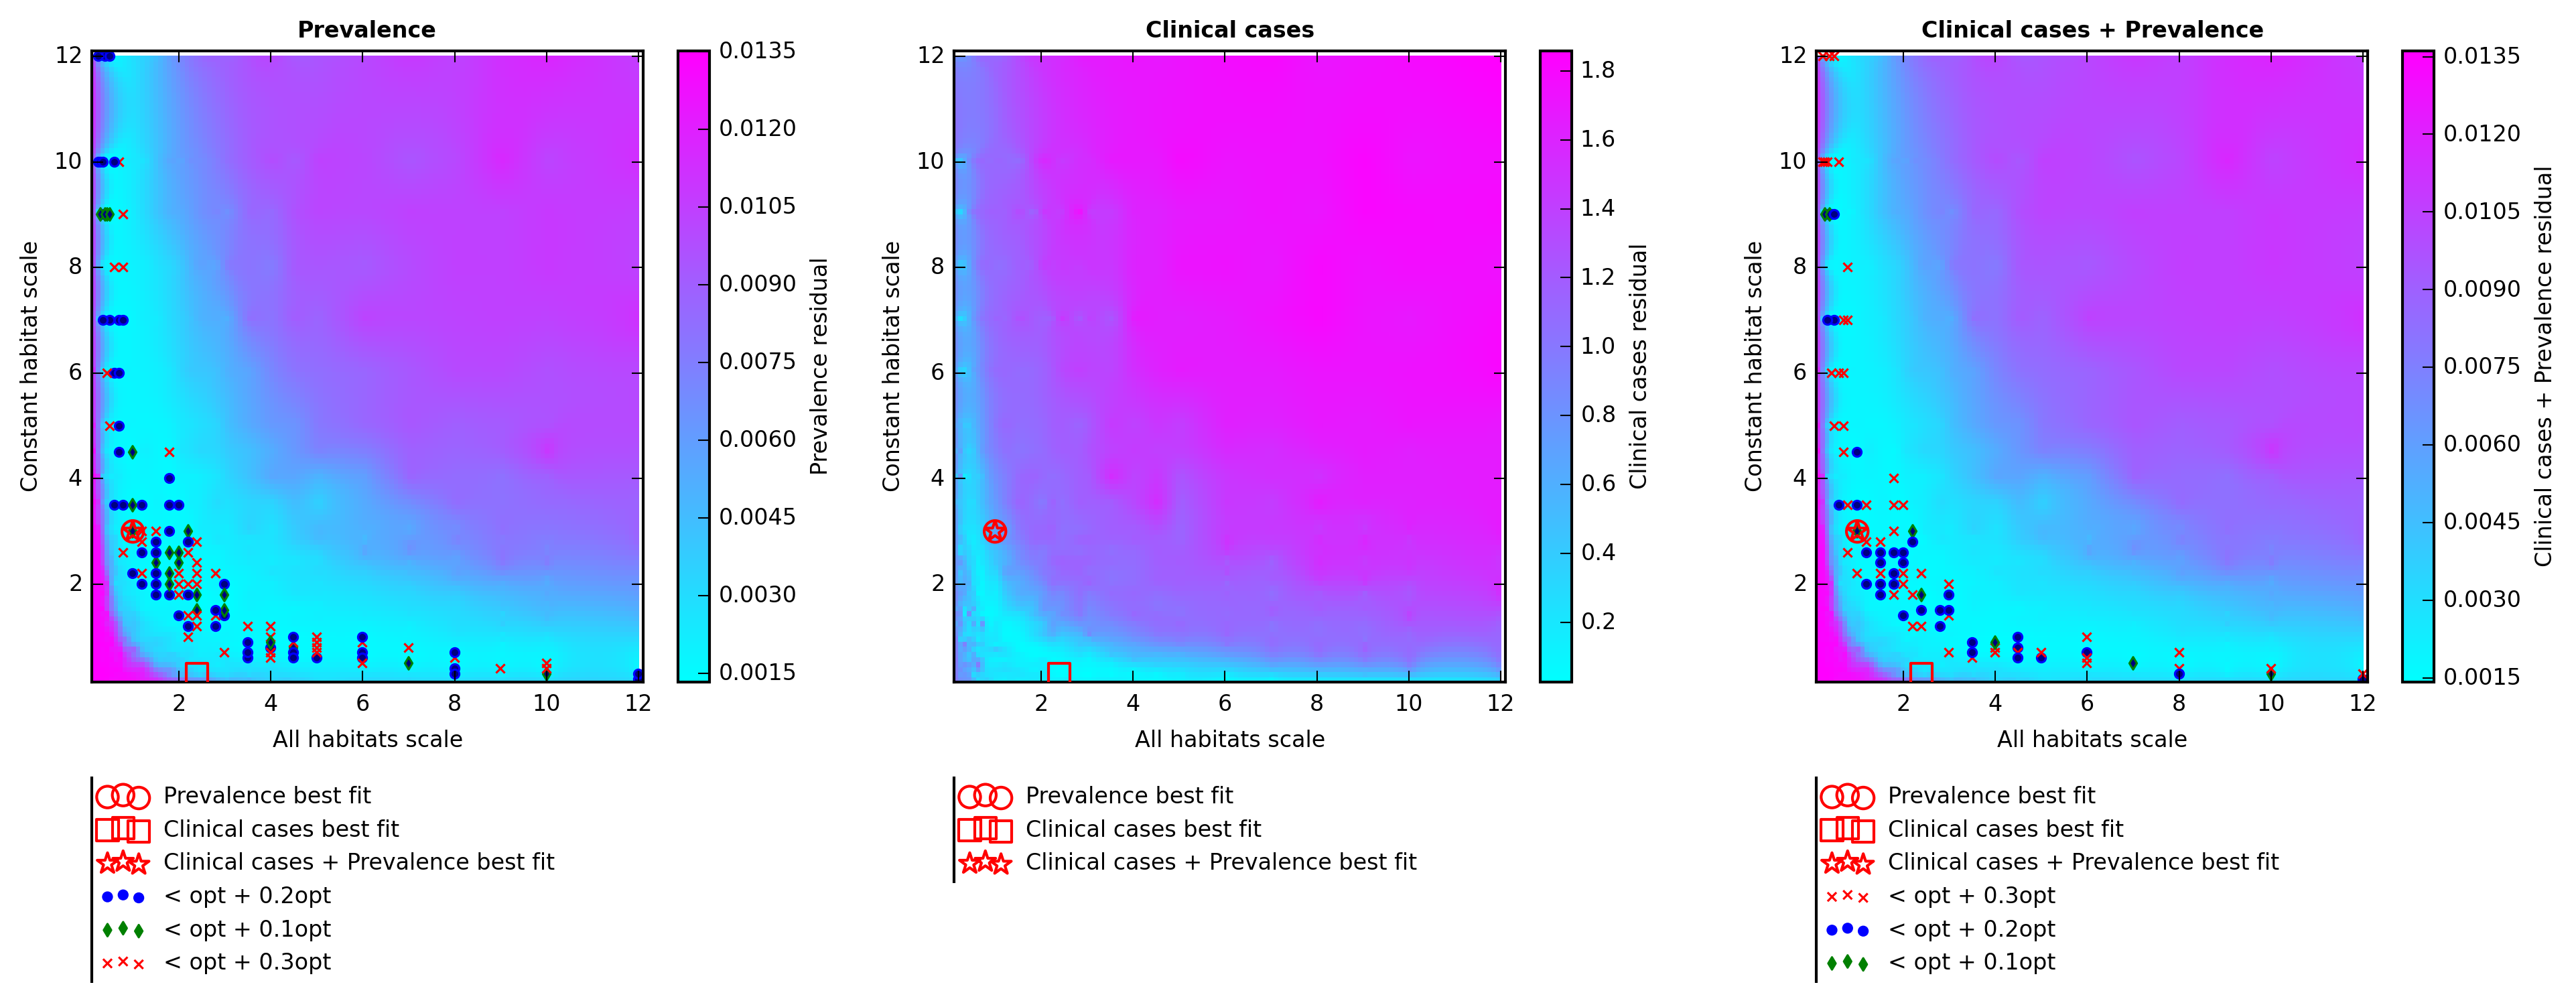 Prevalence
12
10
8
6
4
2
Constant habitat scale
2 4 6 8 10 12
All habitats scale
0.0135
0.0120
0.0105
0.0090
0.0075
0.0060
0.0045
0.0030
0.0015
Prevalence residual
Prevalence best fit
Clinical cases best fit
Clinical cases + Prevalence best fit
< opt + 0.2opt
< opt + 0.1opt
< opt + 0.3opt
Clinical cases
12
10
8
6
4
2
Constant habitat scale
2 4 6 8 10 12
All habitats scale
1.8
1.6
1.4
1.2
1.0
0.8
0.6
0.4
0.2
Clinical cases residual
Prevalence best fit
Clinical cases best fit
Clinical cases + Prevalence best fit
Clinical cases + Prevalence
12
10
8
6
4
2
Constant habitat scale
2 4 6 8 10 12
All habitats scale
0.0135
0.0120
0.0105
0.0090
0.0075
0.0060
0.0045
0.0030
0.0015
Clinical cases + Prevalence residual
Prevalence best fit
Clinical cases best fit
Clinical cases + Prevalence best fit
< opt + 0.3opt
< opt + 0.2opt
< opt + 0.1opt